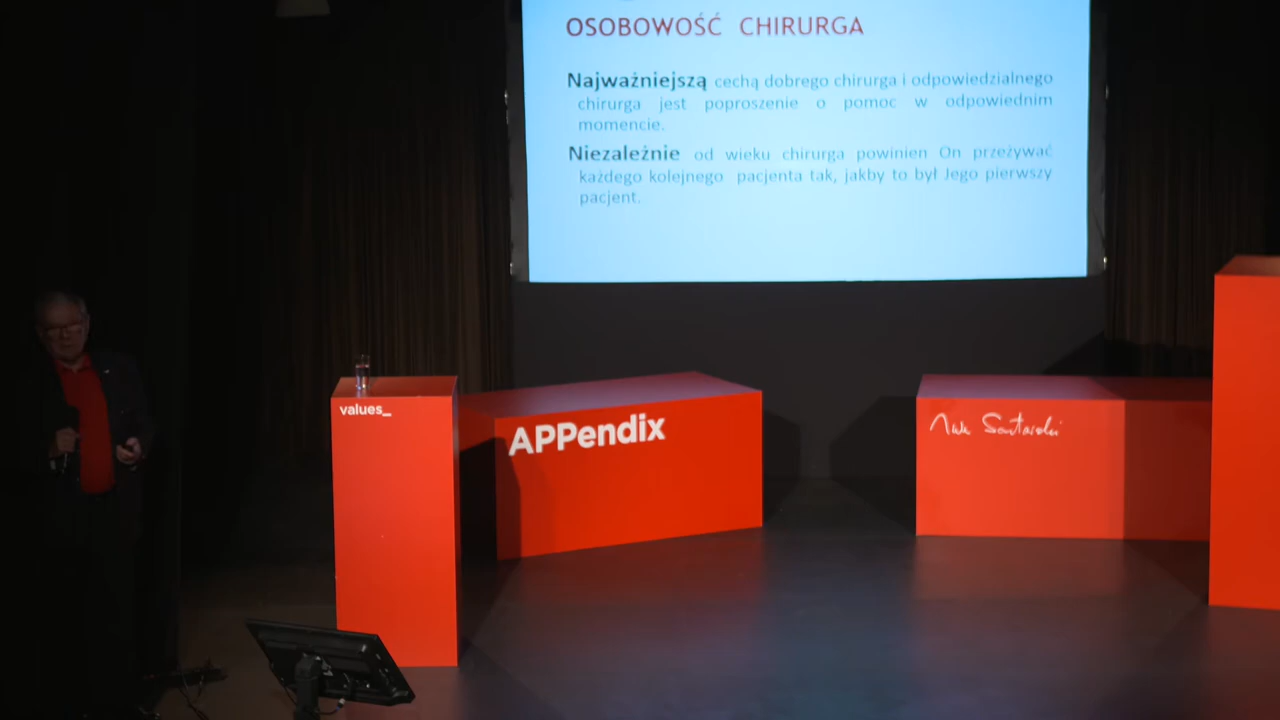 OSOBOWOŚĆ CHIRURGA
Najważniejszą cechą dobrego chirurga i odpowiedzialnego
chirurga jest poproszenie o pomoc w odpowiednim
momencie.
Niezależnie od wieku chirurga powinien On przeżywać
każdego kolejnego pacjenta tak, jakby to był Jego pierwszy
pacjent.
values_
APPendix